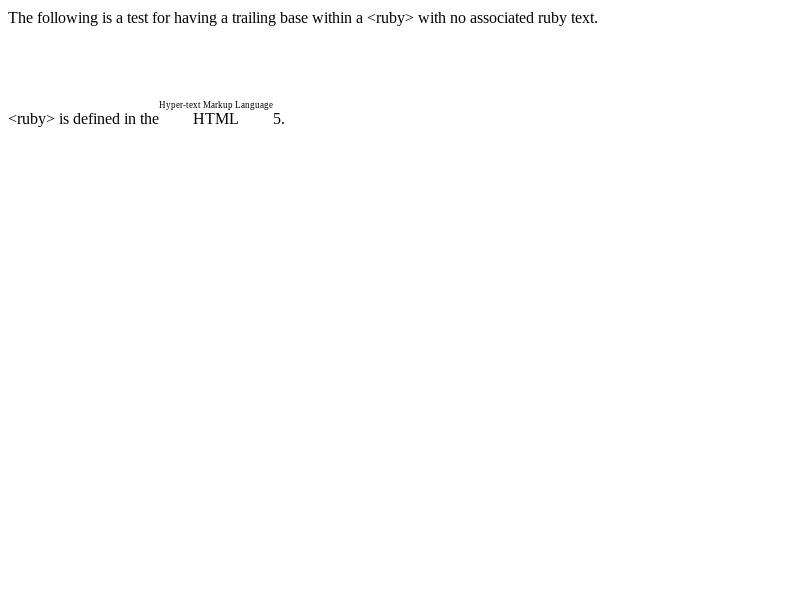 The following is a test for having a trailing base within a <ruby> with no associated ruby text.
Hyper-text Markup Language
<ruby> is defined in the HTML 5.